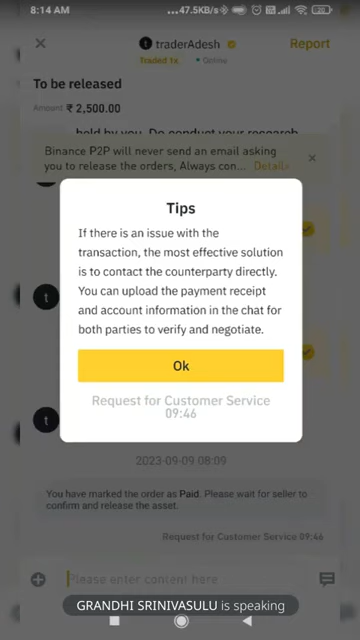 8:14 AM
...47.5KB/s
traderAdesh
Report
Traded 1x
Online
To be released
Amount ₹ 2,500.00
held by you. Do conduct your research
Binance P2P will never send an email asking
you to release the orders, Always con... Details
Tips
If there is an issue with the
transaction, the most effective solution
is to contact the counterparty directly.
You can upload the payment receipt
and account information in the chat for
both parties to verify and negotiate.
Ok
Request for Customer Service
09:46
t
t
2023-09-09 08:09
You have marked the order as Paid. Please wait for seller to
confirm and release the asset.
Request for Customer Service 09:46
Please enter content here
GRANDHI SRINIVASULU is speaking